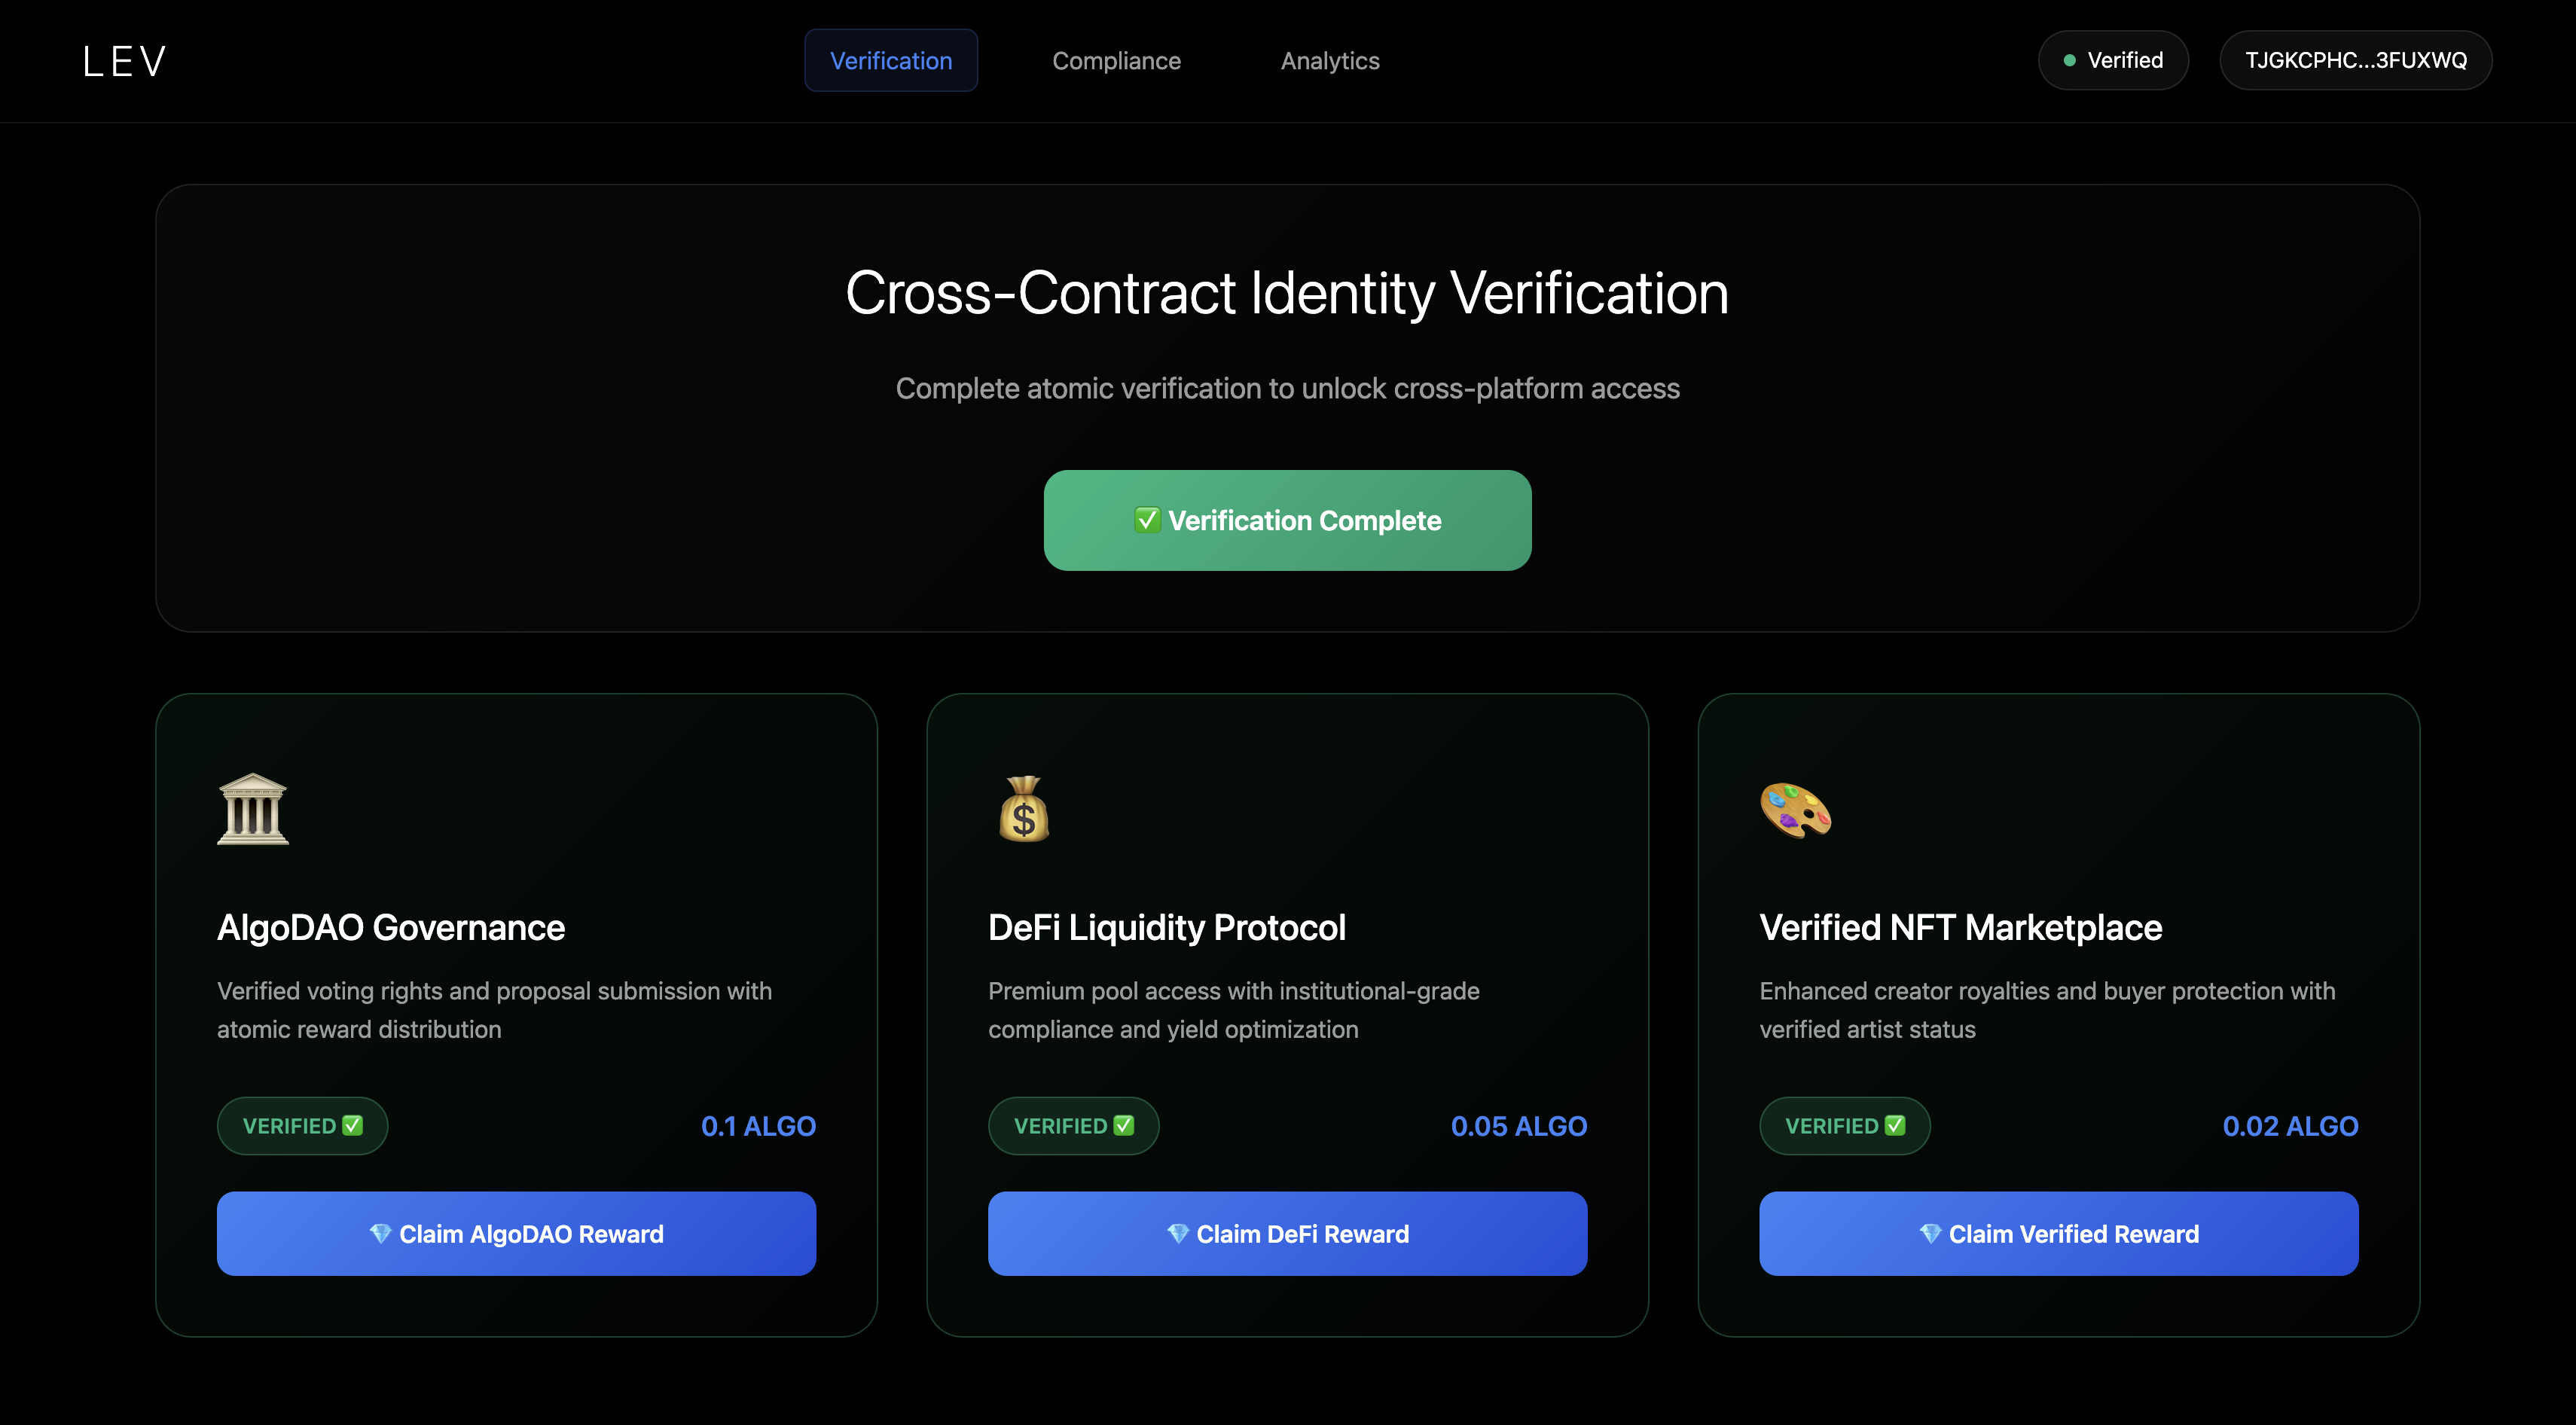 LEV
Verification
Compliance
Analytics
Verified
TJGKCPHC...3FUXWQ
Cross-Contract Identity Verification
Complete atomic verification to unlock cross-platform access
✅ Verification Complete
AlgoDAO Governance
Verified voting rights and proposal submission with
atomic reward distribution
VERIFIED ✅
0.1 ALGO
💎 Claim AlgoDAO Reward
DeFi Liquidity Protocol
Premium pool access with institutional-grade
compliance and yield optimization
VERIFIED ✅
0.05 ALGO
💎 Claim DeFi Reward
Verified NFT Marketplace
Enhanced creator royalties and buyer protection with
verified artist status
VERIFIED ✅
0.02 ALGO
💎 Claim Verified Reward